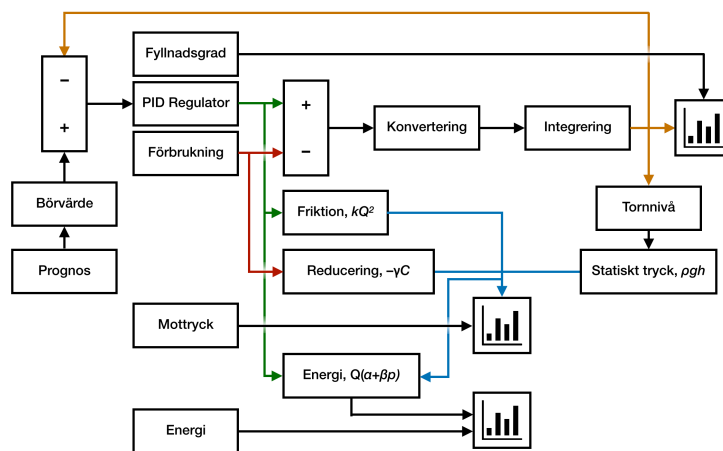 Fyllnadsgrad
−
+
PID Regulator
+
−
Konvertering
Integrering
Förbrukning
Börvärde
Friktion, kQ²
Tornnivå
Prognos
Reducering, −γC
Statiskt tryck, ρgh
Mottryck
Energi, Q(α+βp)
Energi